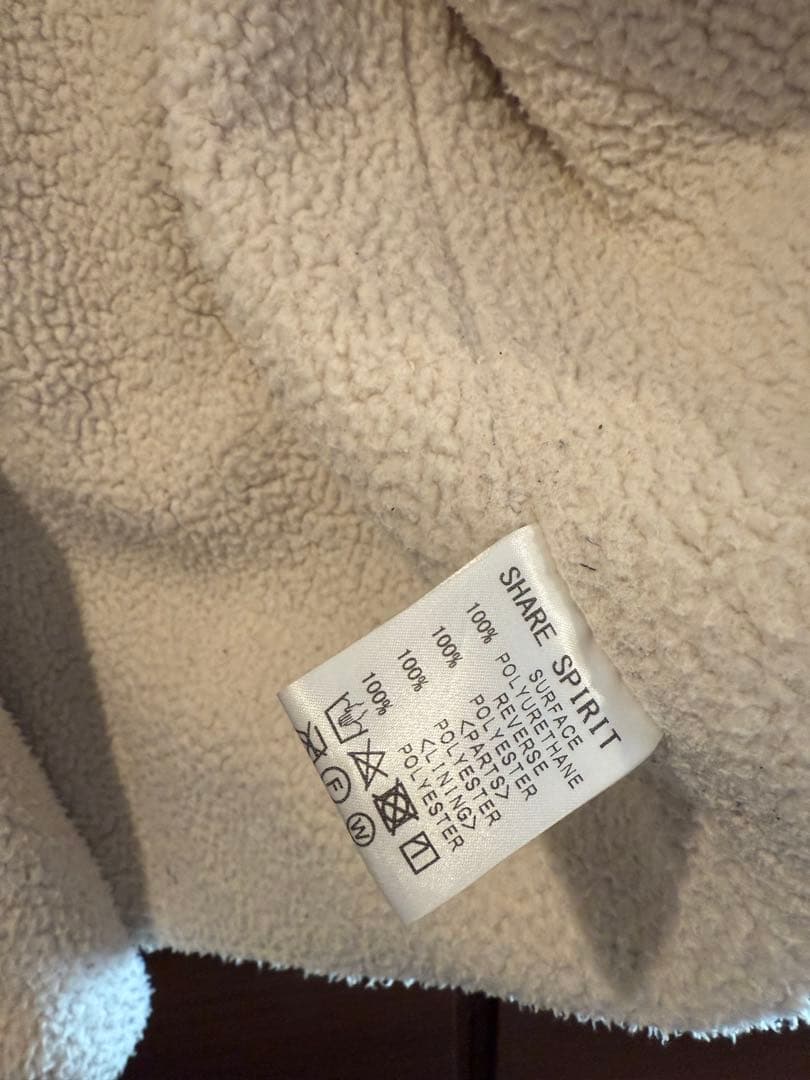 SHARE SPIRIT
SURFACE
100% POLYURETHANE
REVERSE
100% POLYESTER
<PARTS>
100% POLYESTER
<LINING>
100% POLYESTER
F
W